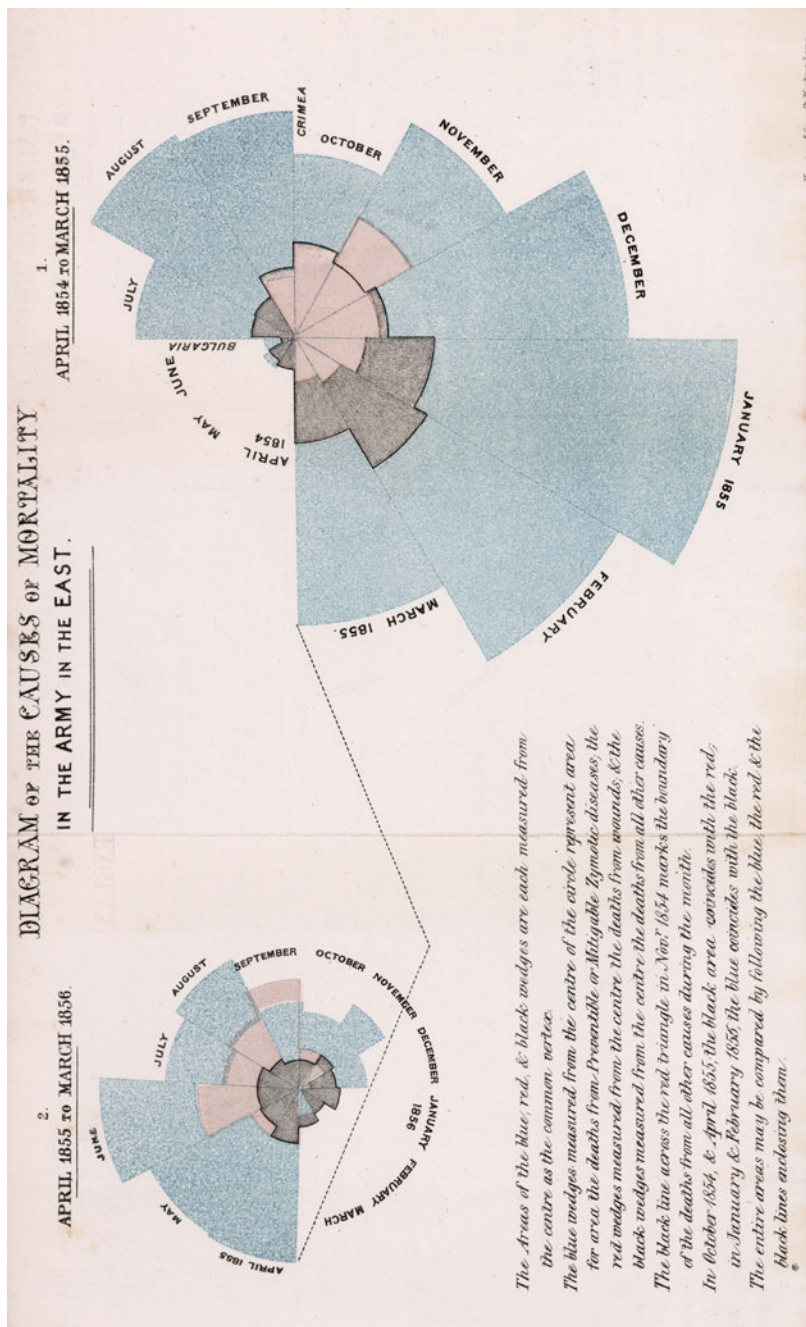 DIAGRAM OF THE CAUSES OF MORTALITY
IN THE ARMY IN THE EAST.
2.
APRIL 1855 TO MARCH 1856.
1.
APRIL 1854 TO MARCH 1855.
APRIL 1855
MAY
JUNE
JULY
AUGUST
SEPTEMBER
OCTOBER
NOVEMBER
DECEMBER
JANUARY 1856
FEBRUARY
MARCH
APRIL 1854
MAY
JUNE
BULGARIA
JULY
AUGUST
SEPTEMBER
CRIMEA
OCTOBER
NOVEMBER
DECEMBER
JANUARY 1855
FEBRUARY
MARCH 1855.
The Areas of the blue, red, & black wedges are each measured from
the centre as the common vertex.
The blue wedges measured from the centre of the circle represent area
for area the deaths from Preventible or Mitigable Zymotic diseases, the
red wedges measured from the centre the deaths from wounds, & the
black wedges measured from the centre the deaths from all other causes.
The black line across the red triangle in Novr. 1854 marks the boundary
of the deaths from all other causes during the month.
In October 1854, & April 1855, the black area coincides with the red,
in January & February 1855, the blue coincides with the black.
The entire areas may be compared by following the blue, the red & the
black lines enclosing them.